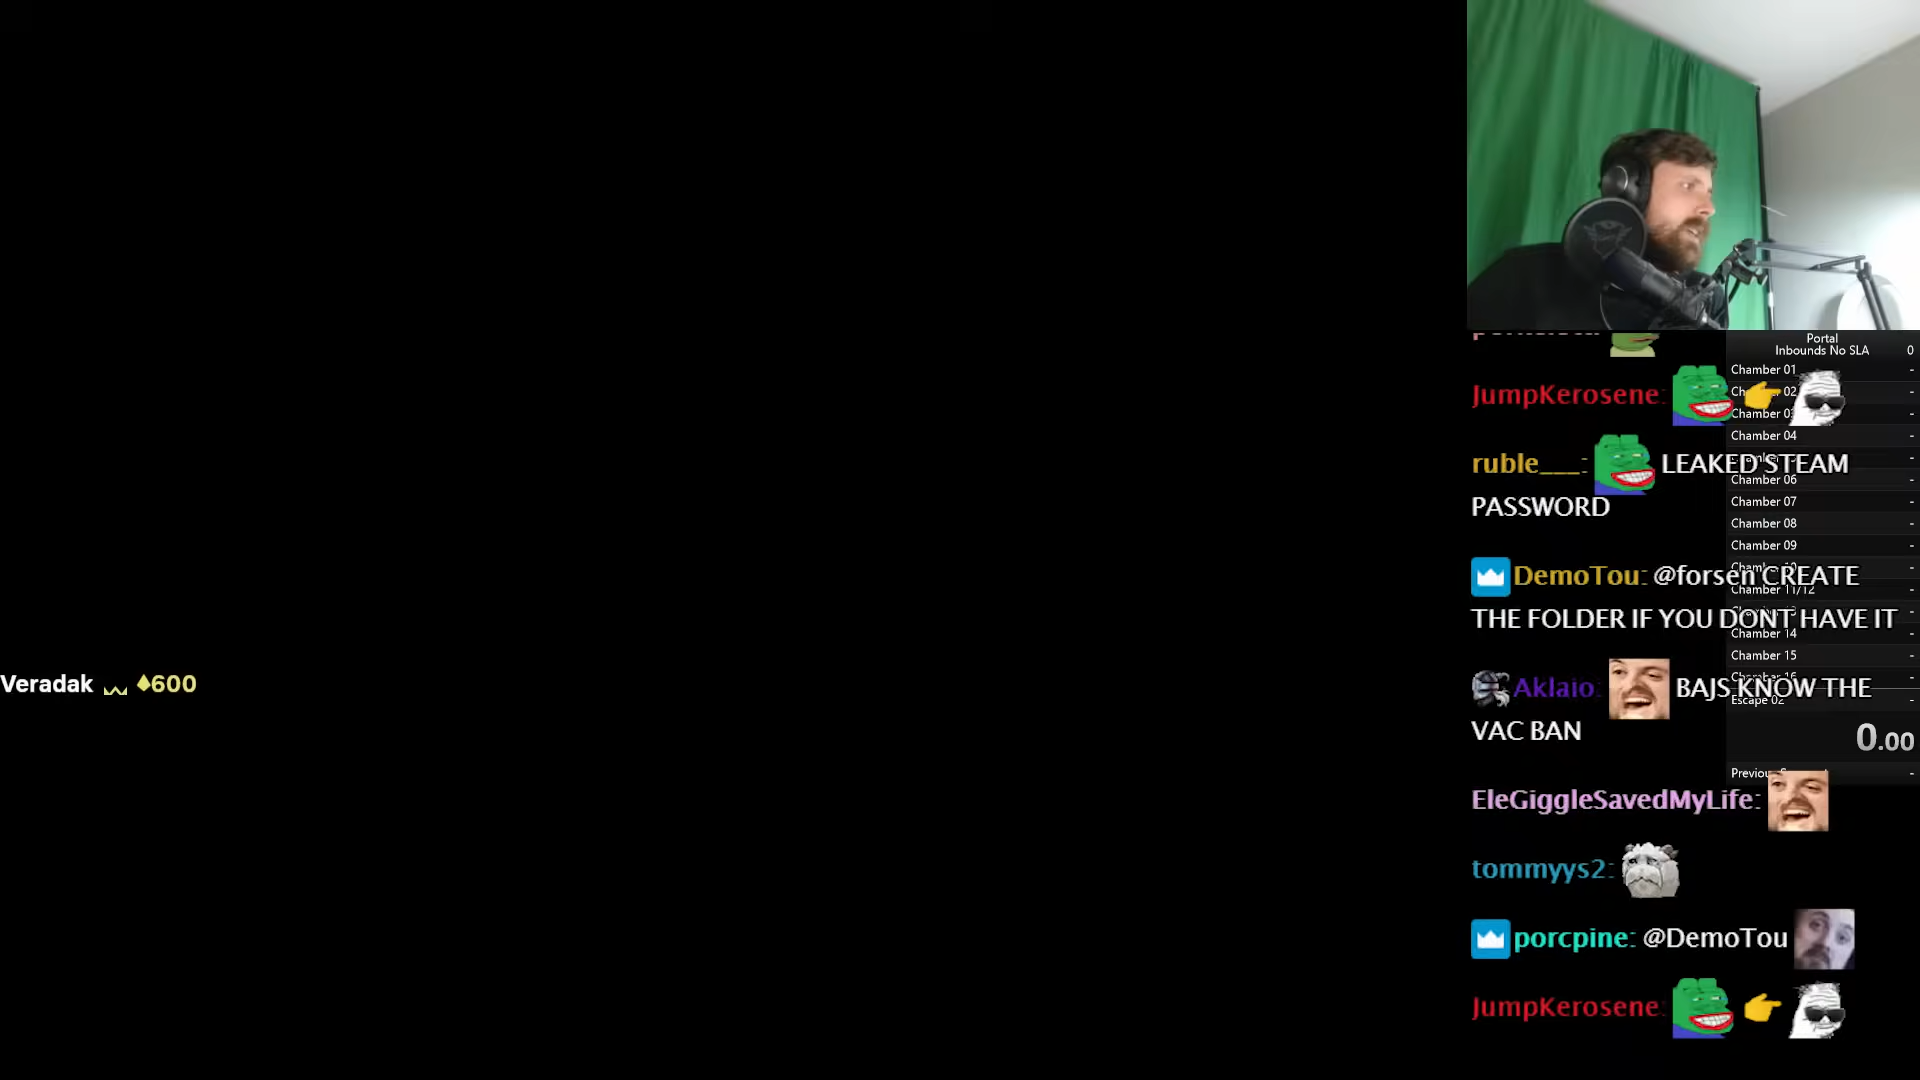 Veradak 600
Portal
Inbounds No SLA 0
Chamber 01 -
JumpKerosene:
Chamber 04 -
ruble___: LEAKED STEAM
PASSWORD
Chamber 06 -
Chamber 07 -
Chamber 08 -
Chamber 09 -
DemoTou: @forsen CREATE
THE FOLDER IF YOU DONT HAVE IT
Chamber 11/12 -
Chamber 14 -
Chamber 15 -
Aklaio: BAJS KNOW THE
VAC BAN
Escape 02 -
0.00
EleGiggleSavedMyLife:
tommyys2:
porcpine: @DemoTou
JumpKerosene: